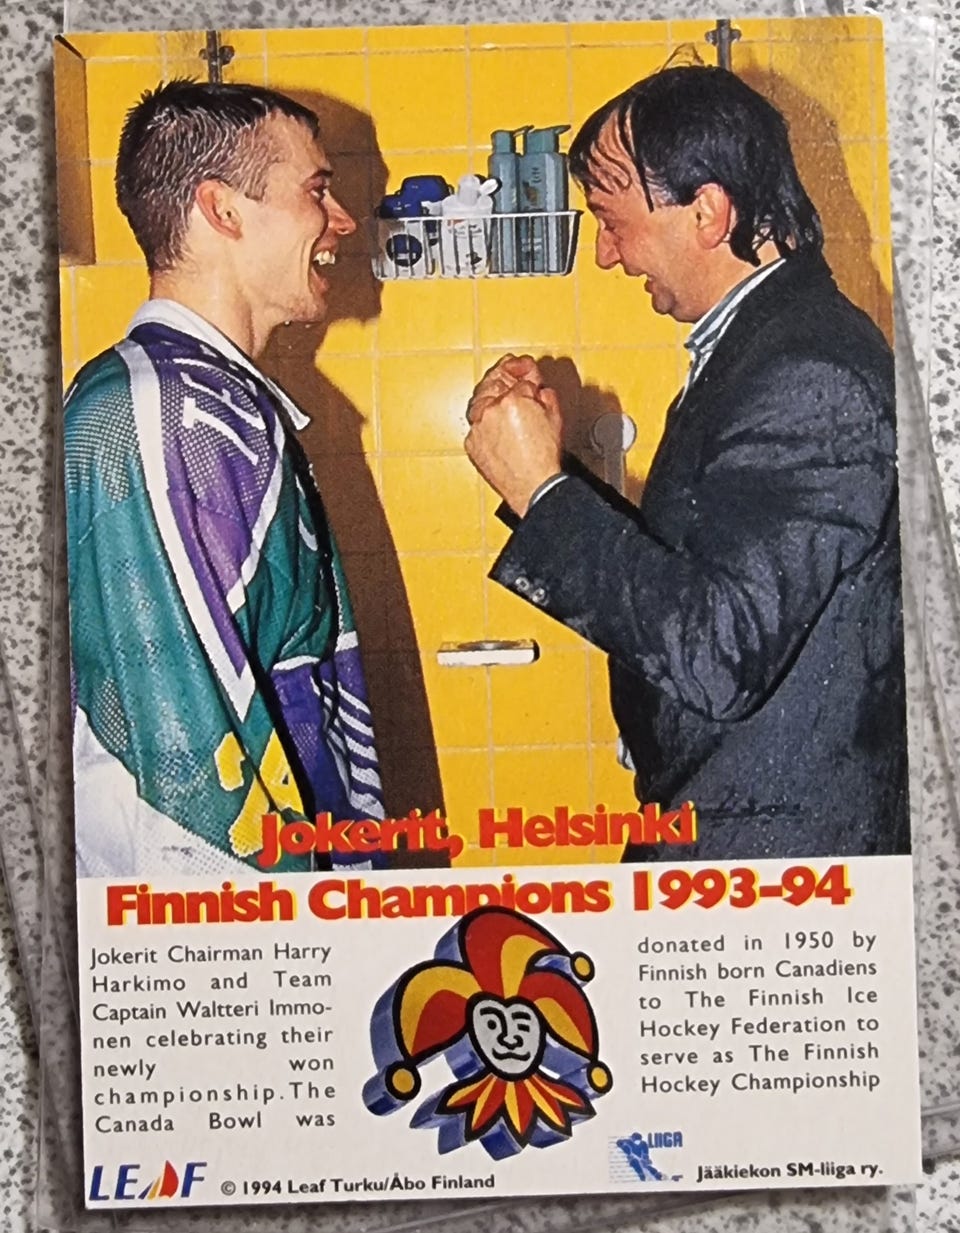 Jokerit, Helsinki
Finnish Champions 1993-94
Jokerit Chairman Harry
Harkimo and Team
Captain Waltteri Immo-
nen celebrating their
newly won
championship. The
Canada Bowl was
donated in 1950 by
Finnish born Canadiens
to The Finnish Ice
Hockey Federation to
serve as The Finnish
Hockey Championship
LEAF
© 1994 Leaf Turku/Åbo Finland
LIIGA
Jääkiekon SM-liiga ry.